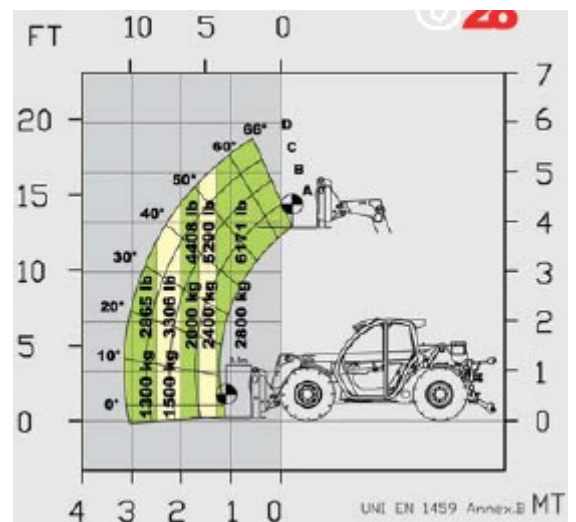 28
FT 10 5 0
7
20 6
66° D
60° C
50° B
A
5
15
40° 4
30°
10 3
20°
2
5
10° 1
0°
0 0
1300 kg 2865 lb
1500 kg 3306 lb
2000 kg 4408 lb
2400 kg 5290 lb
2800 kg 6171 lb
4 3 2 1 0 UNI EN 1459 Annex.B MT